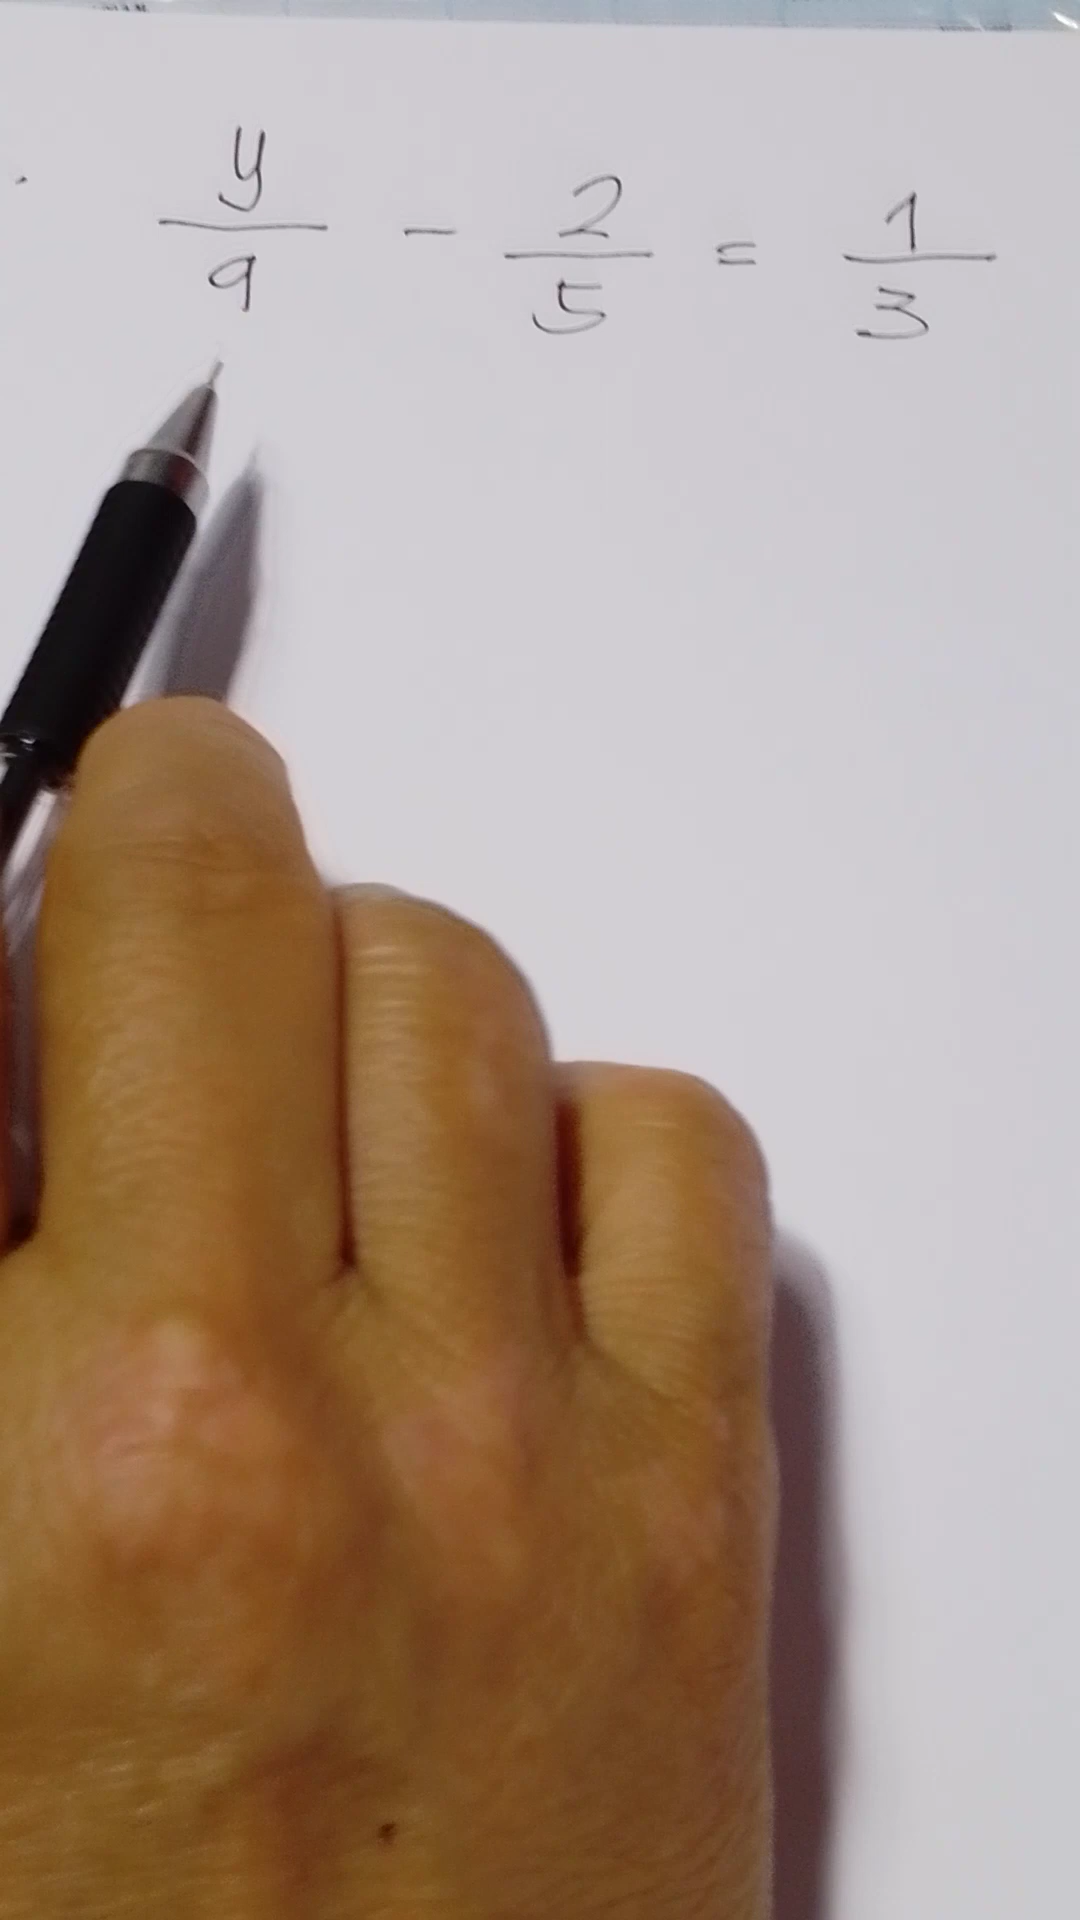 y/9 - 2/5 = 1/3